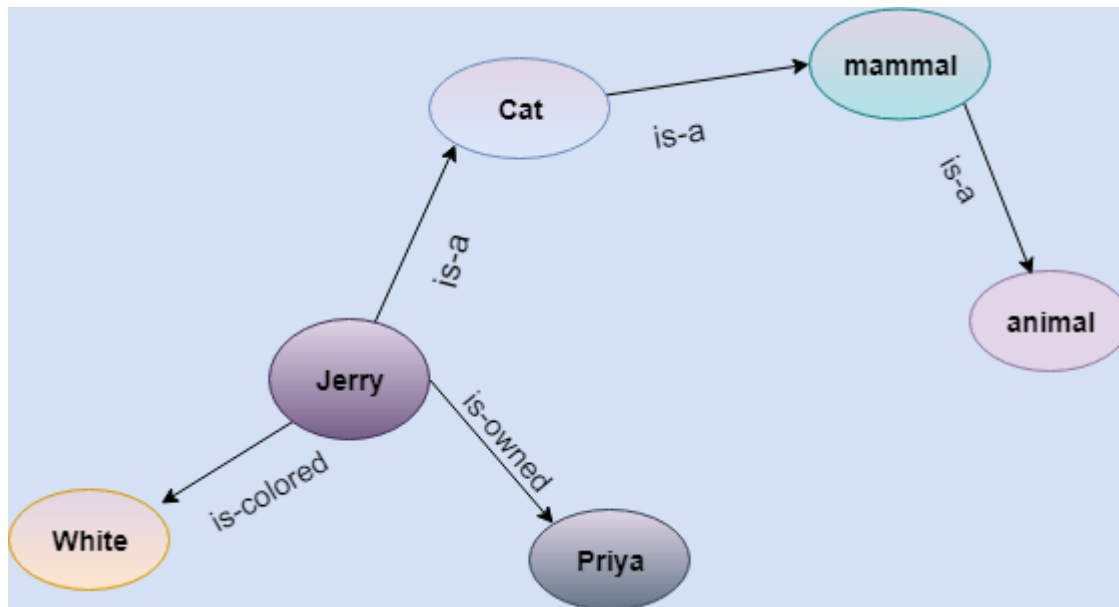 mammal
Cat
is-a
is-a
is-a
animal
Jerry
is-owned
is-colored
White
Priya